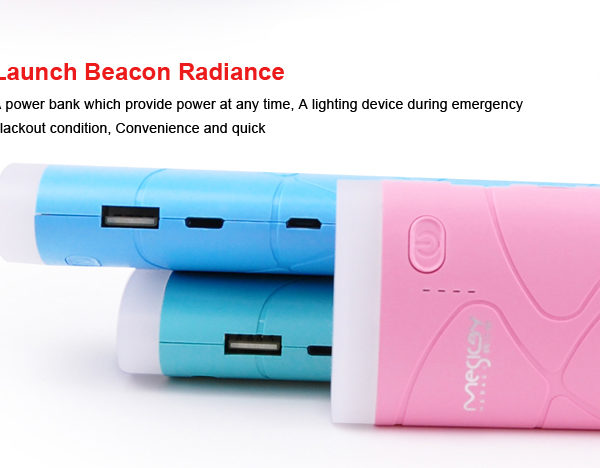 Launch Beacon Radiance
power bank which provide power at any time, A lighting device during emergency
lackout condition, Convenience and quick